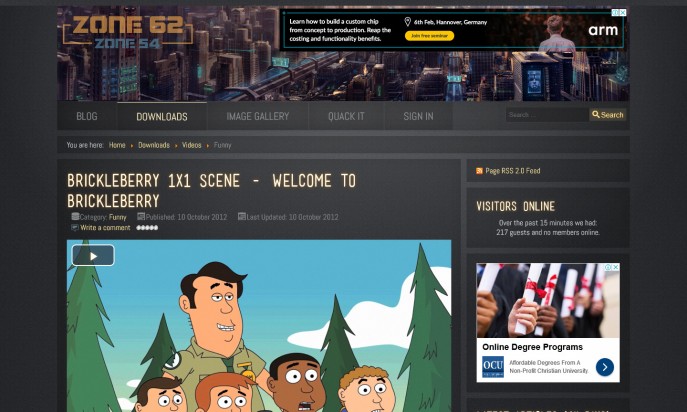 ZONE 62
ZONE 54
Learn how to build a custom chip
from concept to production. Reap the
costing and functionality benefits.
6th Feb, Hannover, Germany
Join free seminar
arm
BLOG
DOWNLOADS
IMAGE GALLERY
QUACK IT
SIGN IN
Search ...
Search
You are here: Home Downloads Videos Funny
BRICKLEBERRY 1X1 SCENE - WELCOME TO
BRICKLEBERRY
Category: Funny Published: 10 October 2012 Last Updated: 10 October 2012
Write a comment
Page RSS 2.0 Feed
VISITORS ONLINE
Over the past 15 minutes we had:
217 guests and no members online.
Online Degree Programs
OCU
Affordable Degrees From A
Non-Profit Christian University.